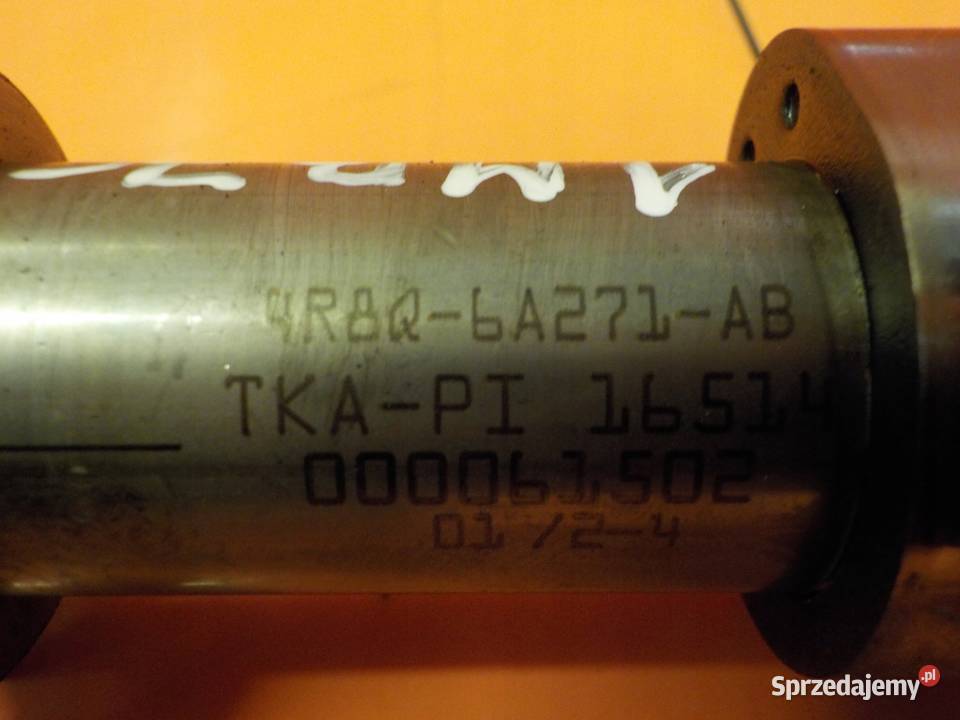 4R8Q-6A271-AB
TKA-PI 16514
000061502
01/2-4
Sprzedajemy.pl